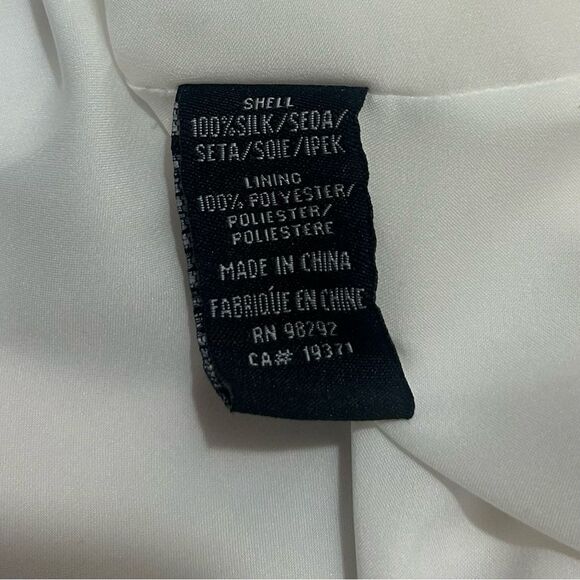 SHELL
100%SILK/SEDA/
SETA/SOIE/IPEK
LINING
100% POLYESTER/
POLIESTER/
POLIESTERE
MADE IN CHINA
FABRIQÚE EN CHINE
RN 98292
CA# 19371